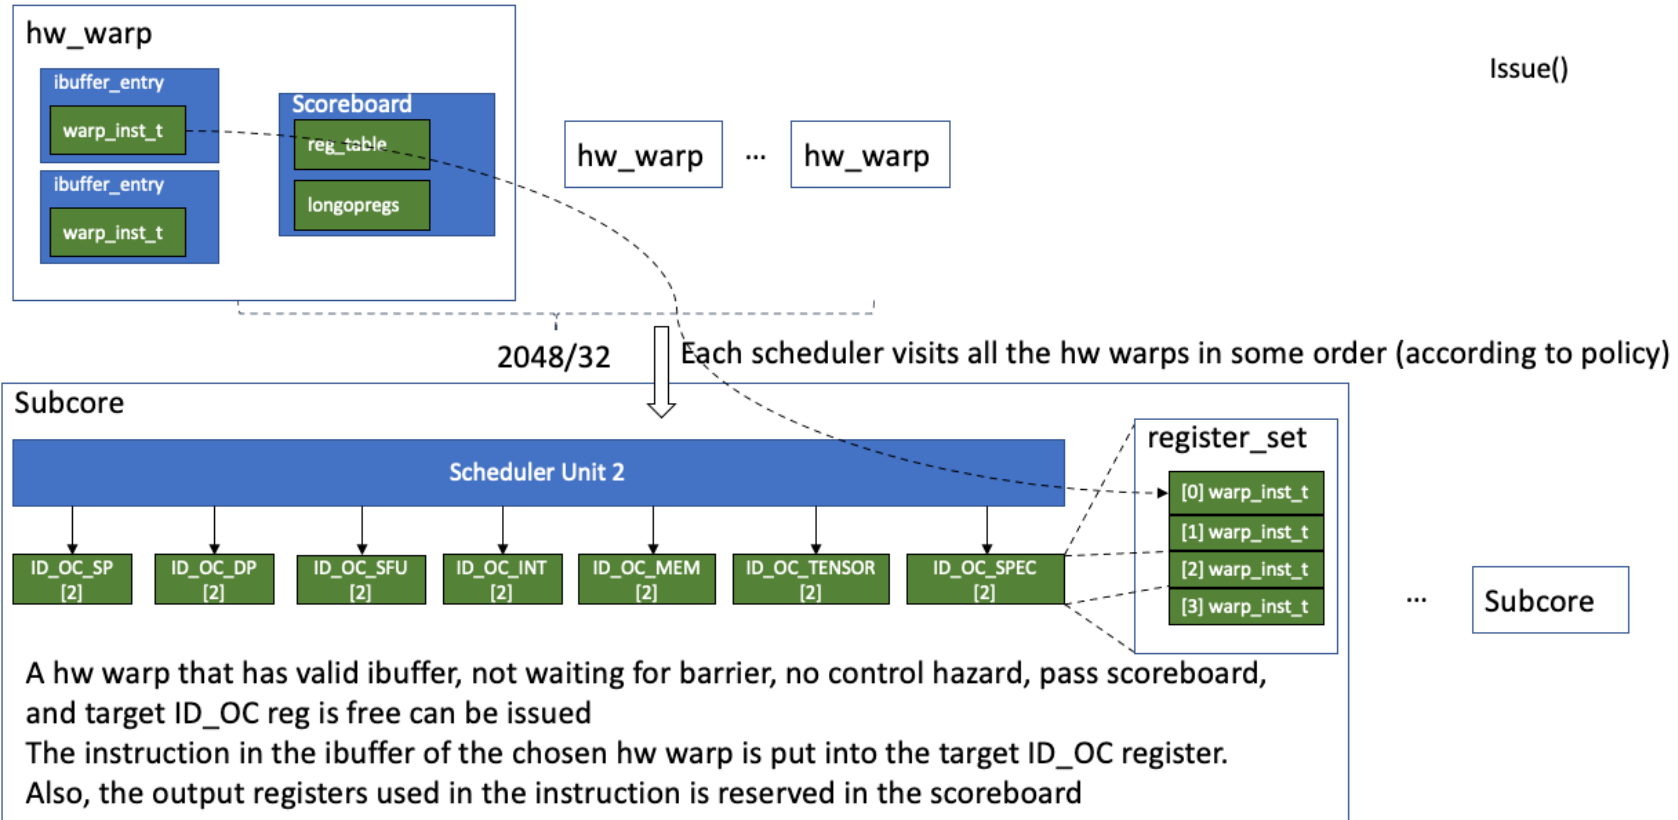 hw_warp
Issue()
ibuffer_entry
warp_inst_t
ibuffer_entry
warp_inst_t
Scoreboard
reg_table
longopregs
hw_warp
...
hw_warp
2048/32
Each scheduler visits all the hw warps in some order (according to policy)
Subcore
Scheduler Unit 2
ID_OC_SP
[2]
ID_OC_DP
[2]
ID_OC_SFU
[2]
ID_OC_INT
[2]
ID_OC_MEM
[2]
ID_OC_TENSOR
[2]
ID_OC_SPEC
[2]
register_set
[0] warp_inst_t
[1] warp_inst_t
[2] warp_inst_t
[3] warp_inst_t
...
Subcore
A hw warp that has valid ibuffer, not waiting for barrier, no control hazard, pass scoreboard,
and target ID_OC reg is free can be issued
The instruction in the ibuffer of the chosen hw warp is put into the target ID_OC register.
Also, the output registers used in the instruction is reserved in the scoreboard